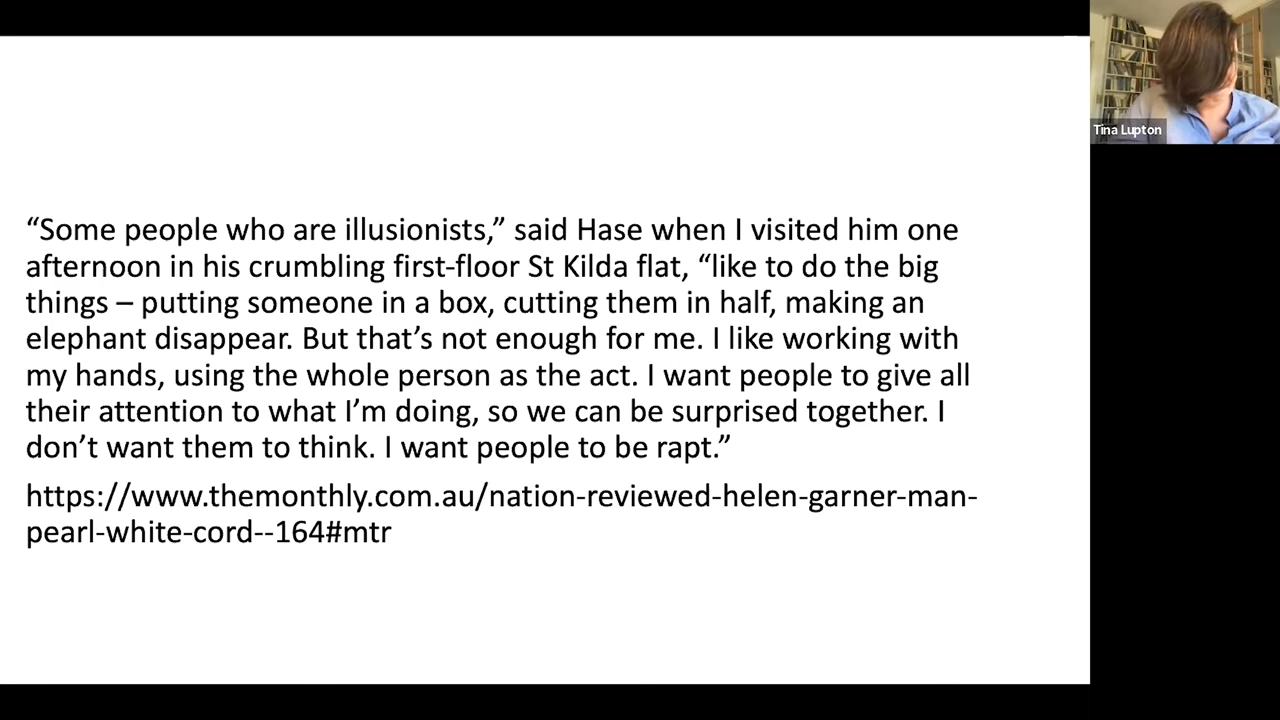 “Some people who are illusionists,” said Hase when I visited him one
afternoon in his crumbling first-floor St Kilda flat, “like to do the big
things – putting someone in a box, cutting them in half, making an
elephant disappear. But that’s not enough for me. I like working with
my hands, using the whole person as the act. I want people to give all
their attention to what I’m doing, so we can be surprised together. I
don’t want them to think. I want people to be rapt.”
https://www.themonthly.com.au/nation-reviewed-helen-garner-man-
pearl-white-cord--164#mtr
Tina Lupton